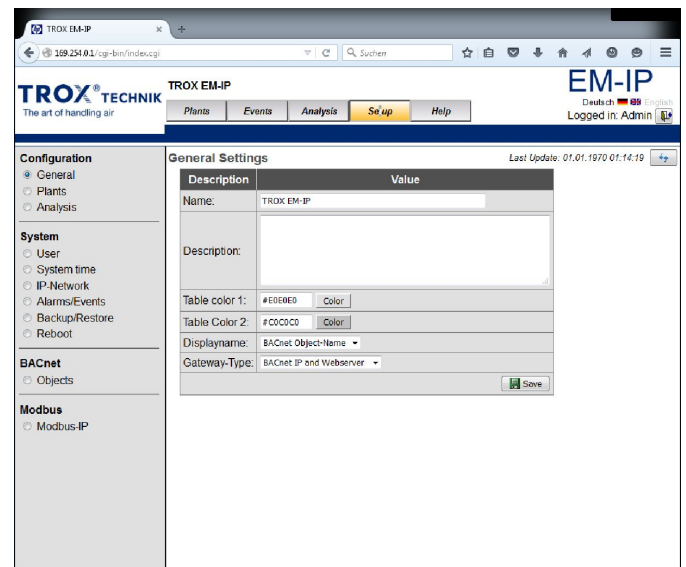 TROX EM-IP
169.254.0.1/cgi-bin/index.cgi
Suchen
TROX® TECHNIK
The art of handling air
TROX EM-IP
Plants Events Analysis Setup Help
EM-IP
Deutsch English
Logged in: Admin
Configuration
General
Plants
Analysis
System
User
System time
IP-Network
Alarms/Events
Backup/Restore
Reboot
BACnet
Objects
Modbus
Modbus-IP
General Settings
Last Update: 01.01.1970 01:14:19
Description Value
Name: TROX EM-IP
Description:
Table color 1: #E0E0E0 Color
Table Color 2: #C0C0C0 Color
Displayname: BACnet Object-Name
Gateway-Type: BACnet IP and Webserver
Save